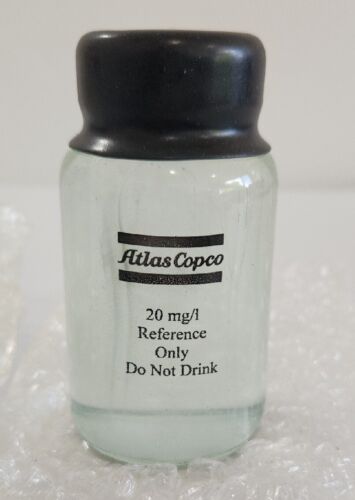 Atlas Copco
20 mg/l
Reference
Only
Do Not Drink